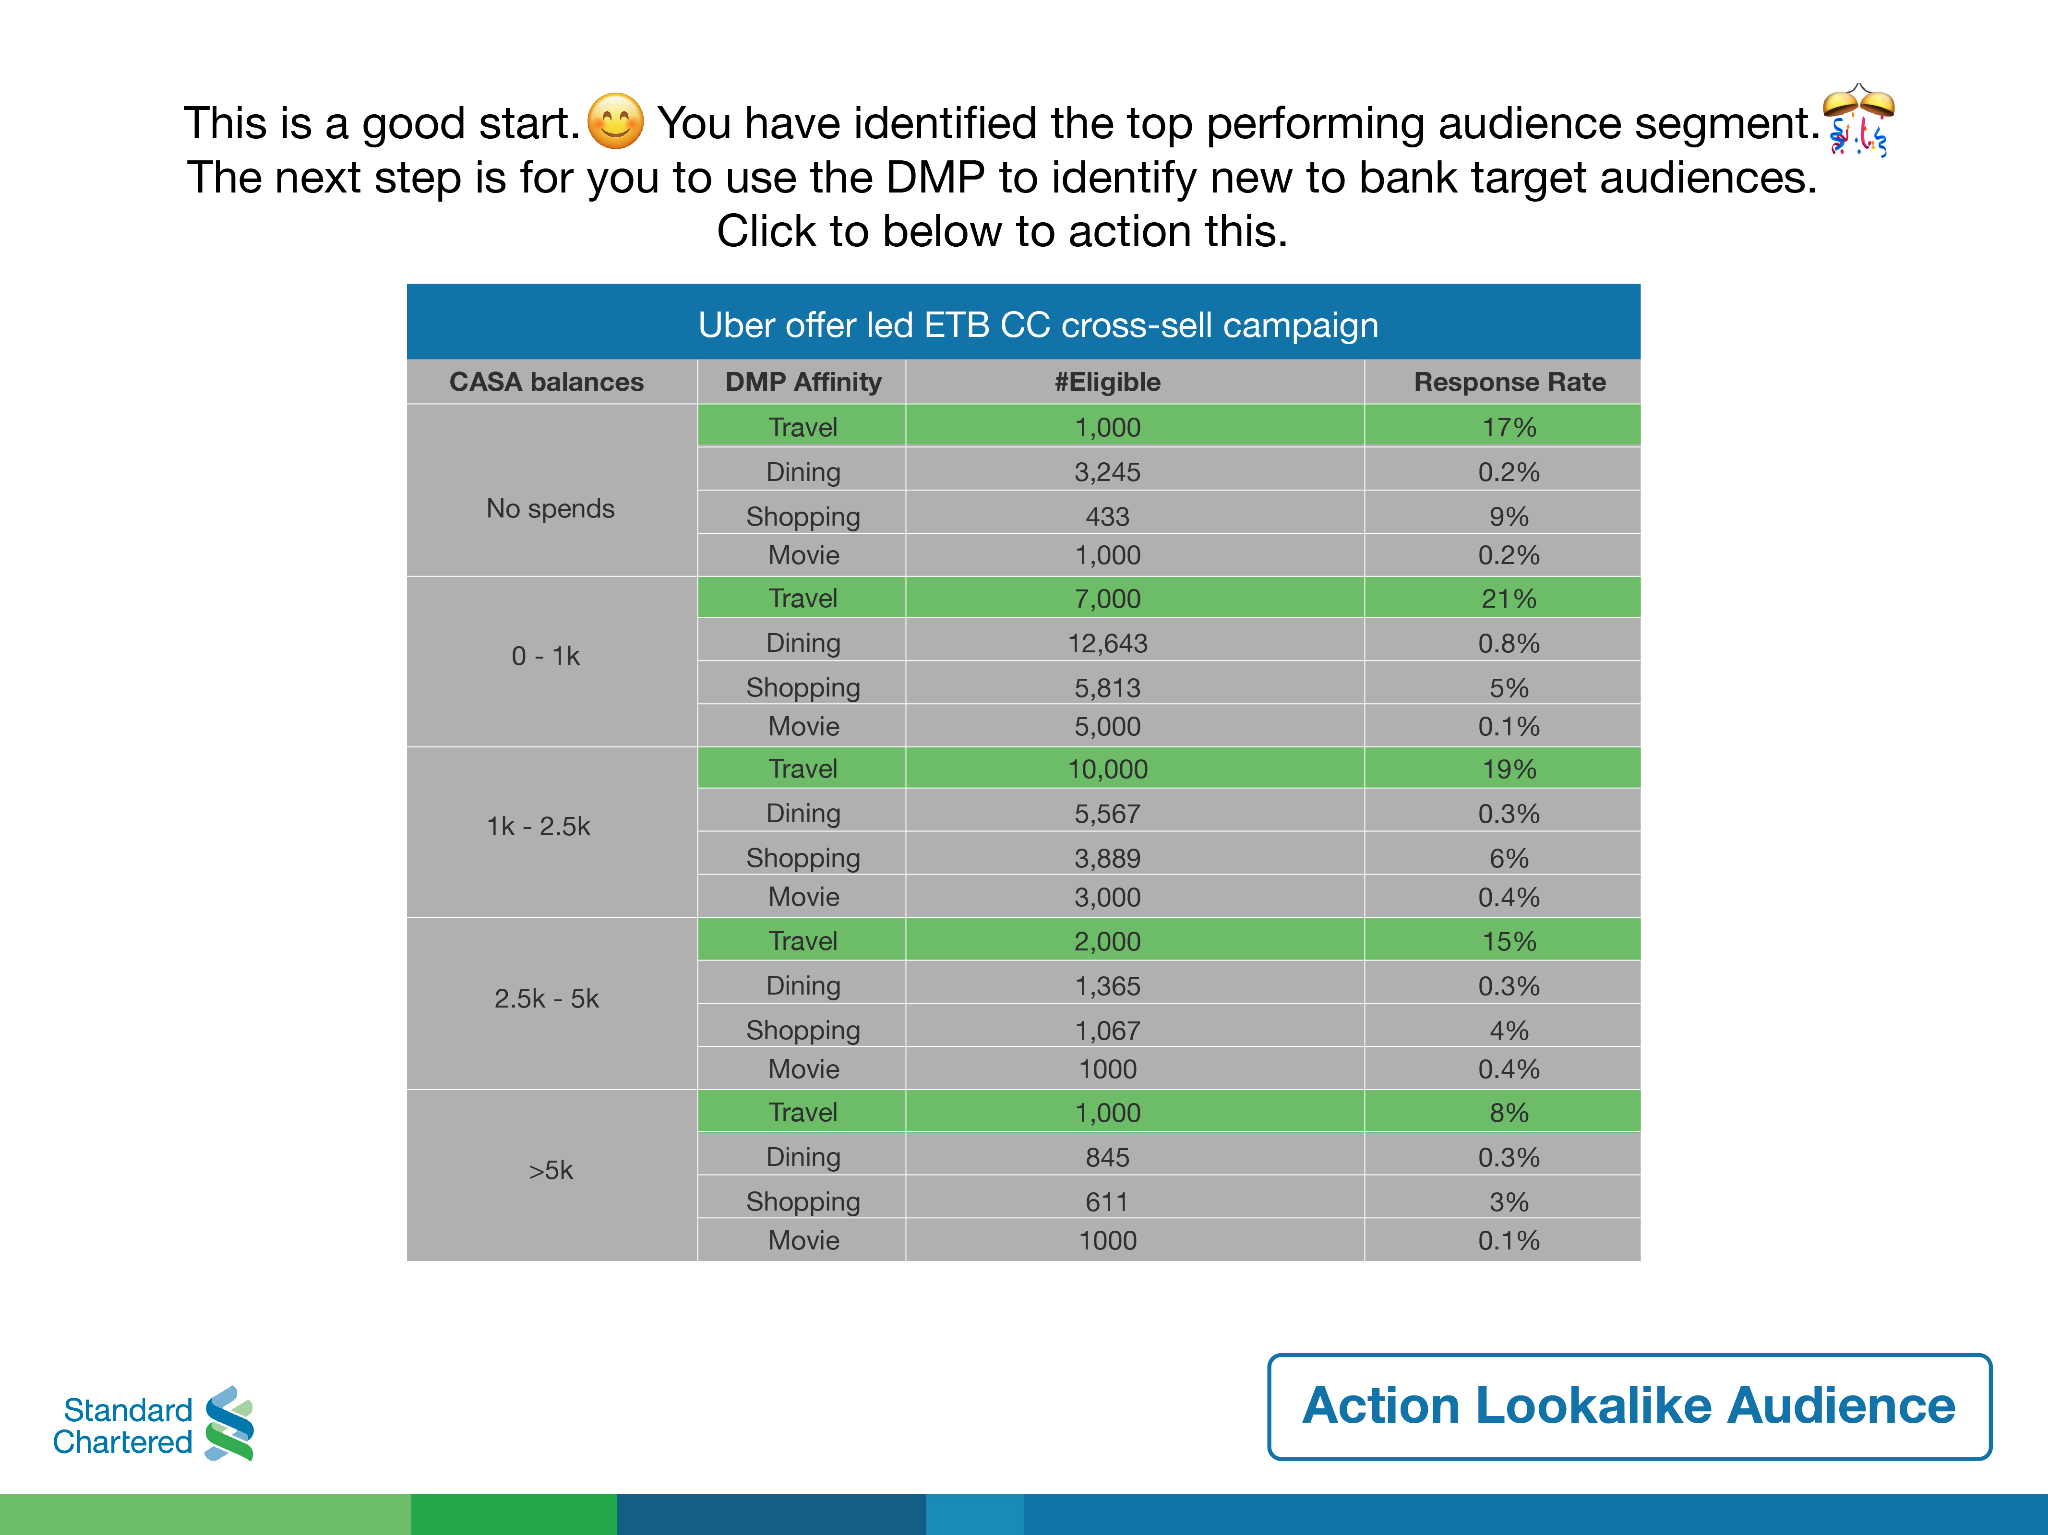 This is a good start.😊 You have identified the top performing audience segment.🎊
The next step is for you to use the DMP to identify new to bank target audiences.
Click to below to action this.
Uber offer led ETB CC cross-sell campaign
CASA balances DMP Affinity #Eligible Response Rate
No spends
Travel 1,000 17%
Dining 3,245 0.2%
Shopping 433 9%
Movie 1,000 0.2%
0 - 1k
Travel 7,000 21%
Dining 12,643 0.8%
Shopping 5,813 5%
Movie 5,000 0.1%
1k - 2.5k
Travel 10,000 19%
Dining 5,567 0.3%
Shopping 3,889 6%
Movie 3,000 0.4%
2.5k - 5k
Travel 2,000 15%
Dining 1,365 0.3%
Shopping 1,067 4%
Movie 1000 0.4%
>5k
Travel 1,000 8%
Dining 845 0.3%
Shopping 611 3%
Movie 1000 0.1%
Action Lookalike Audience
Standard
Chartered